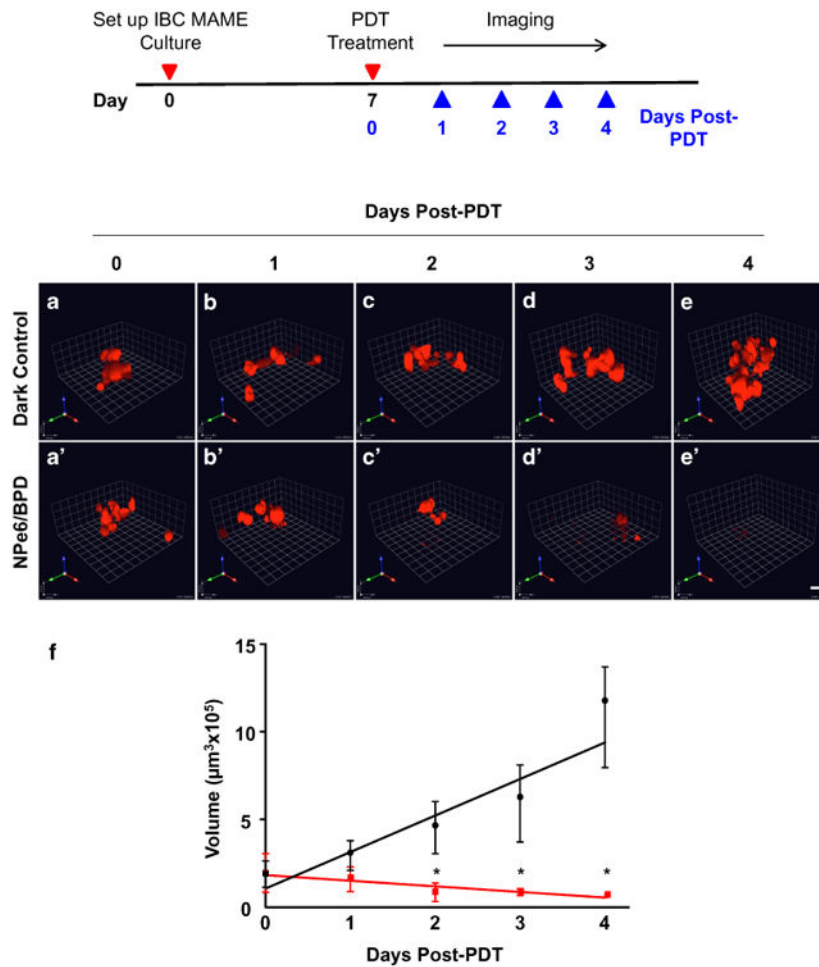 Set up IBC MAME Culture
PDT Treatment
Imaging
Day 0 7
0 1 2 3 4 Days Post-PDT
Days Post-PDT
0 1 2 3 4
Dark Control
a b c d e
NPe6/BPD
a' b' c' d' e'
f
Volume (µm³x10⁵)
15
10
5
0
* * *
0 1 2 3 4
Days Post-PDT